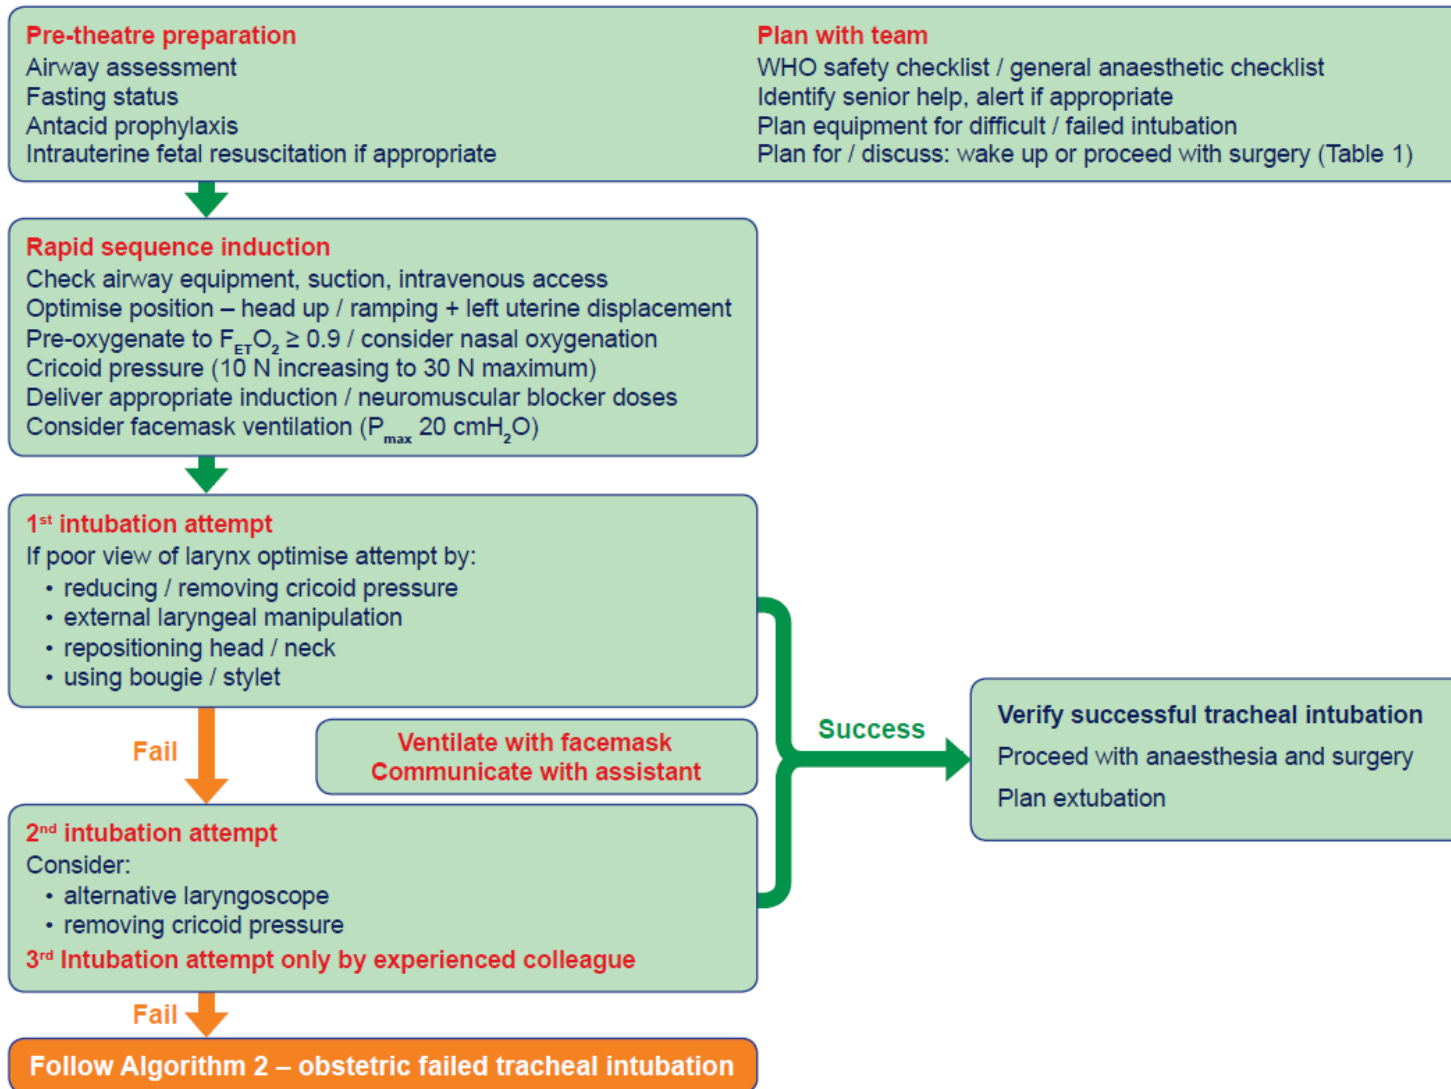 Pre-theatre preparation
Airway assessment
Fasting status
Antacid prophylaxis
Intrauterine fetal resuscitation if appropriate
Plan with team
WHO safety checklist / general anaesthetic checklist
Identify senior help, alert if appropriate
Plan equipment for difficult / failed intubation
Plan for / discuss: wake up or proceed with surgery (Table 1)
Rapid sequence induction
Check airway equipment, suction, intravenous access
Optimise position – head up / ramping + left uterine displacement
Pre-oxygenate to FETO2 ≥ 0.9 / consider nasal oxygenation
Cricoid pressure (10 N increasing to 30 N maximum)
Deliver appropriate induction / neuromuscular blocker doses
Consider facemask ventilation (Pmax 20 cmH2O)
1st intubation attempt
If poor view of larynx optimise attempt by:
• reducing / removing cricoid pressure
• external laryngeal manipulation
• repositioning head / neck
• using bougie / stylet
Fail
Ventilate with facemask
Communicate with assistant
Success
Verify successful tracheal intubation
Proceed with anaesthesia and surgery
Plan extubation
2nd intubation attempt
Consider:
• alternative laryngoscope
• removing cricoid pressure
3rd Intubation attempt only by experienced colleague
Fail
Follow Algorithm 2 – obstetric failed tracheal intubation